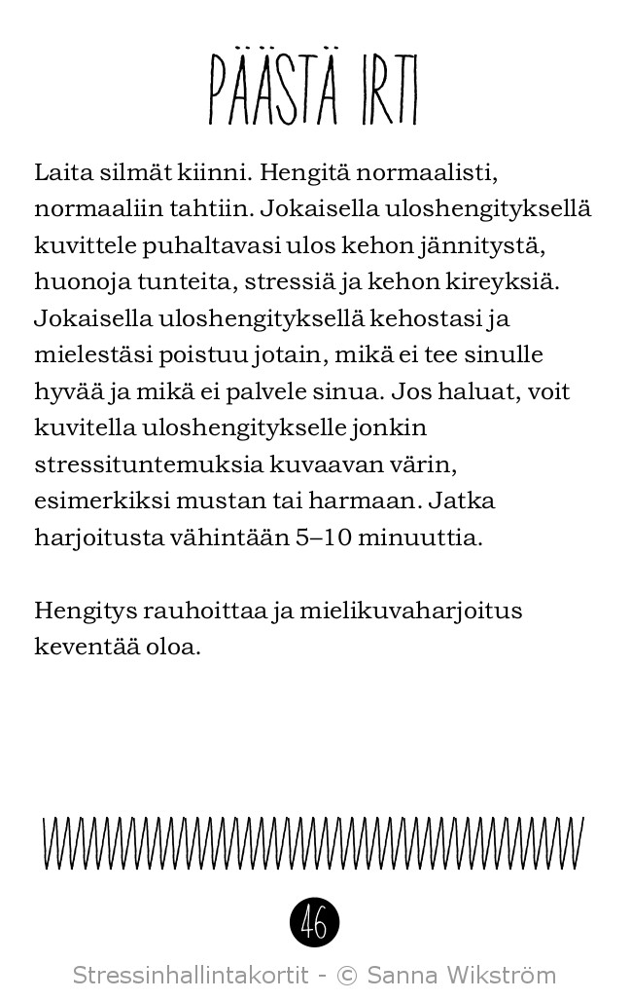 PÄÄSTÄ IRTI
Laita silmät kiinni. Hengitä normaalisti,
normaaliin tahtiin. Jokaisella uloshengityksellä
kuvittele puhaltavasi ulos kehon jännitystä,
huonoja tunteita, stressiä ja kehon kireyksiä.
Jokaisella uloshengityksellä kehostasi ja
mielestäsi poistuu jotain, mikä ei tee sinulle
hyvää ja mikä ei palvele sinua. Jos haluat, voit
kuvitella uloshengitykselle jonkin
stressituntemuksia kuvaavan värin,
esimerkiksi mustan tai harmaan. Jatka
harjoitusta vähintään 5–10 minuuttia.
Hengitys rauhoittaa ja mielikuvaharjoitus
keventää oloa.
46
Stressinhallintakortit - © Sanna Wikström